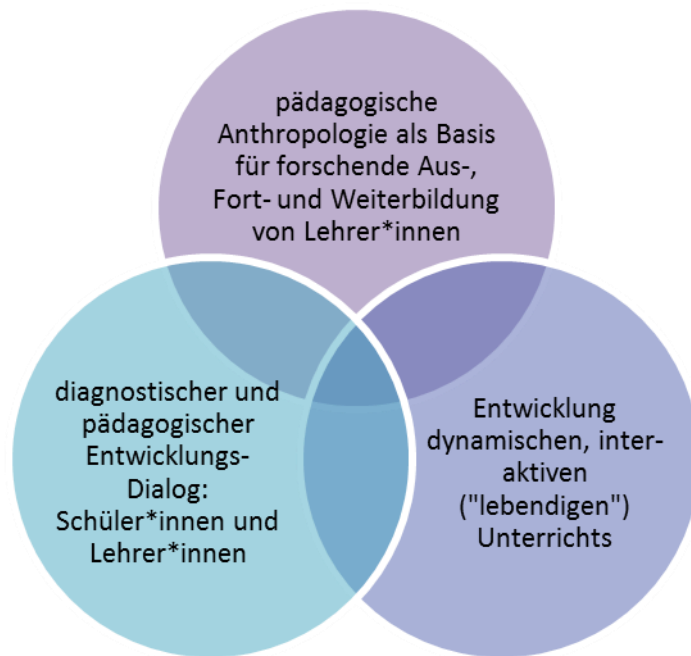 pädagogische
Anthropologie als Basis
für forschende Aus-,
Fort- und Weiterbildung
von Lehrer*innen
diagnostischer und
pädagogischer
Entwicklungs-
Dialog:
Schüler*innen und
Lehrer*innen
Entwicklung
dynamischen, inter-
aktiven
("lebendigen")
Unterrichts